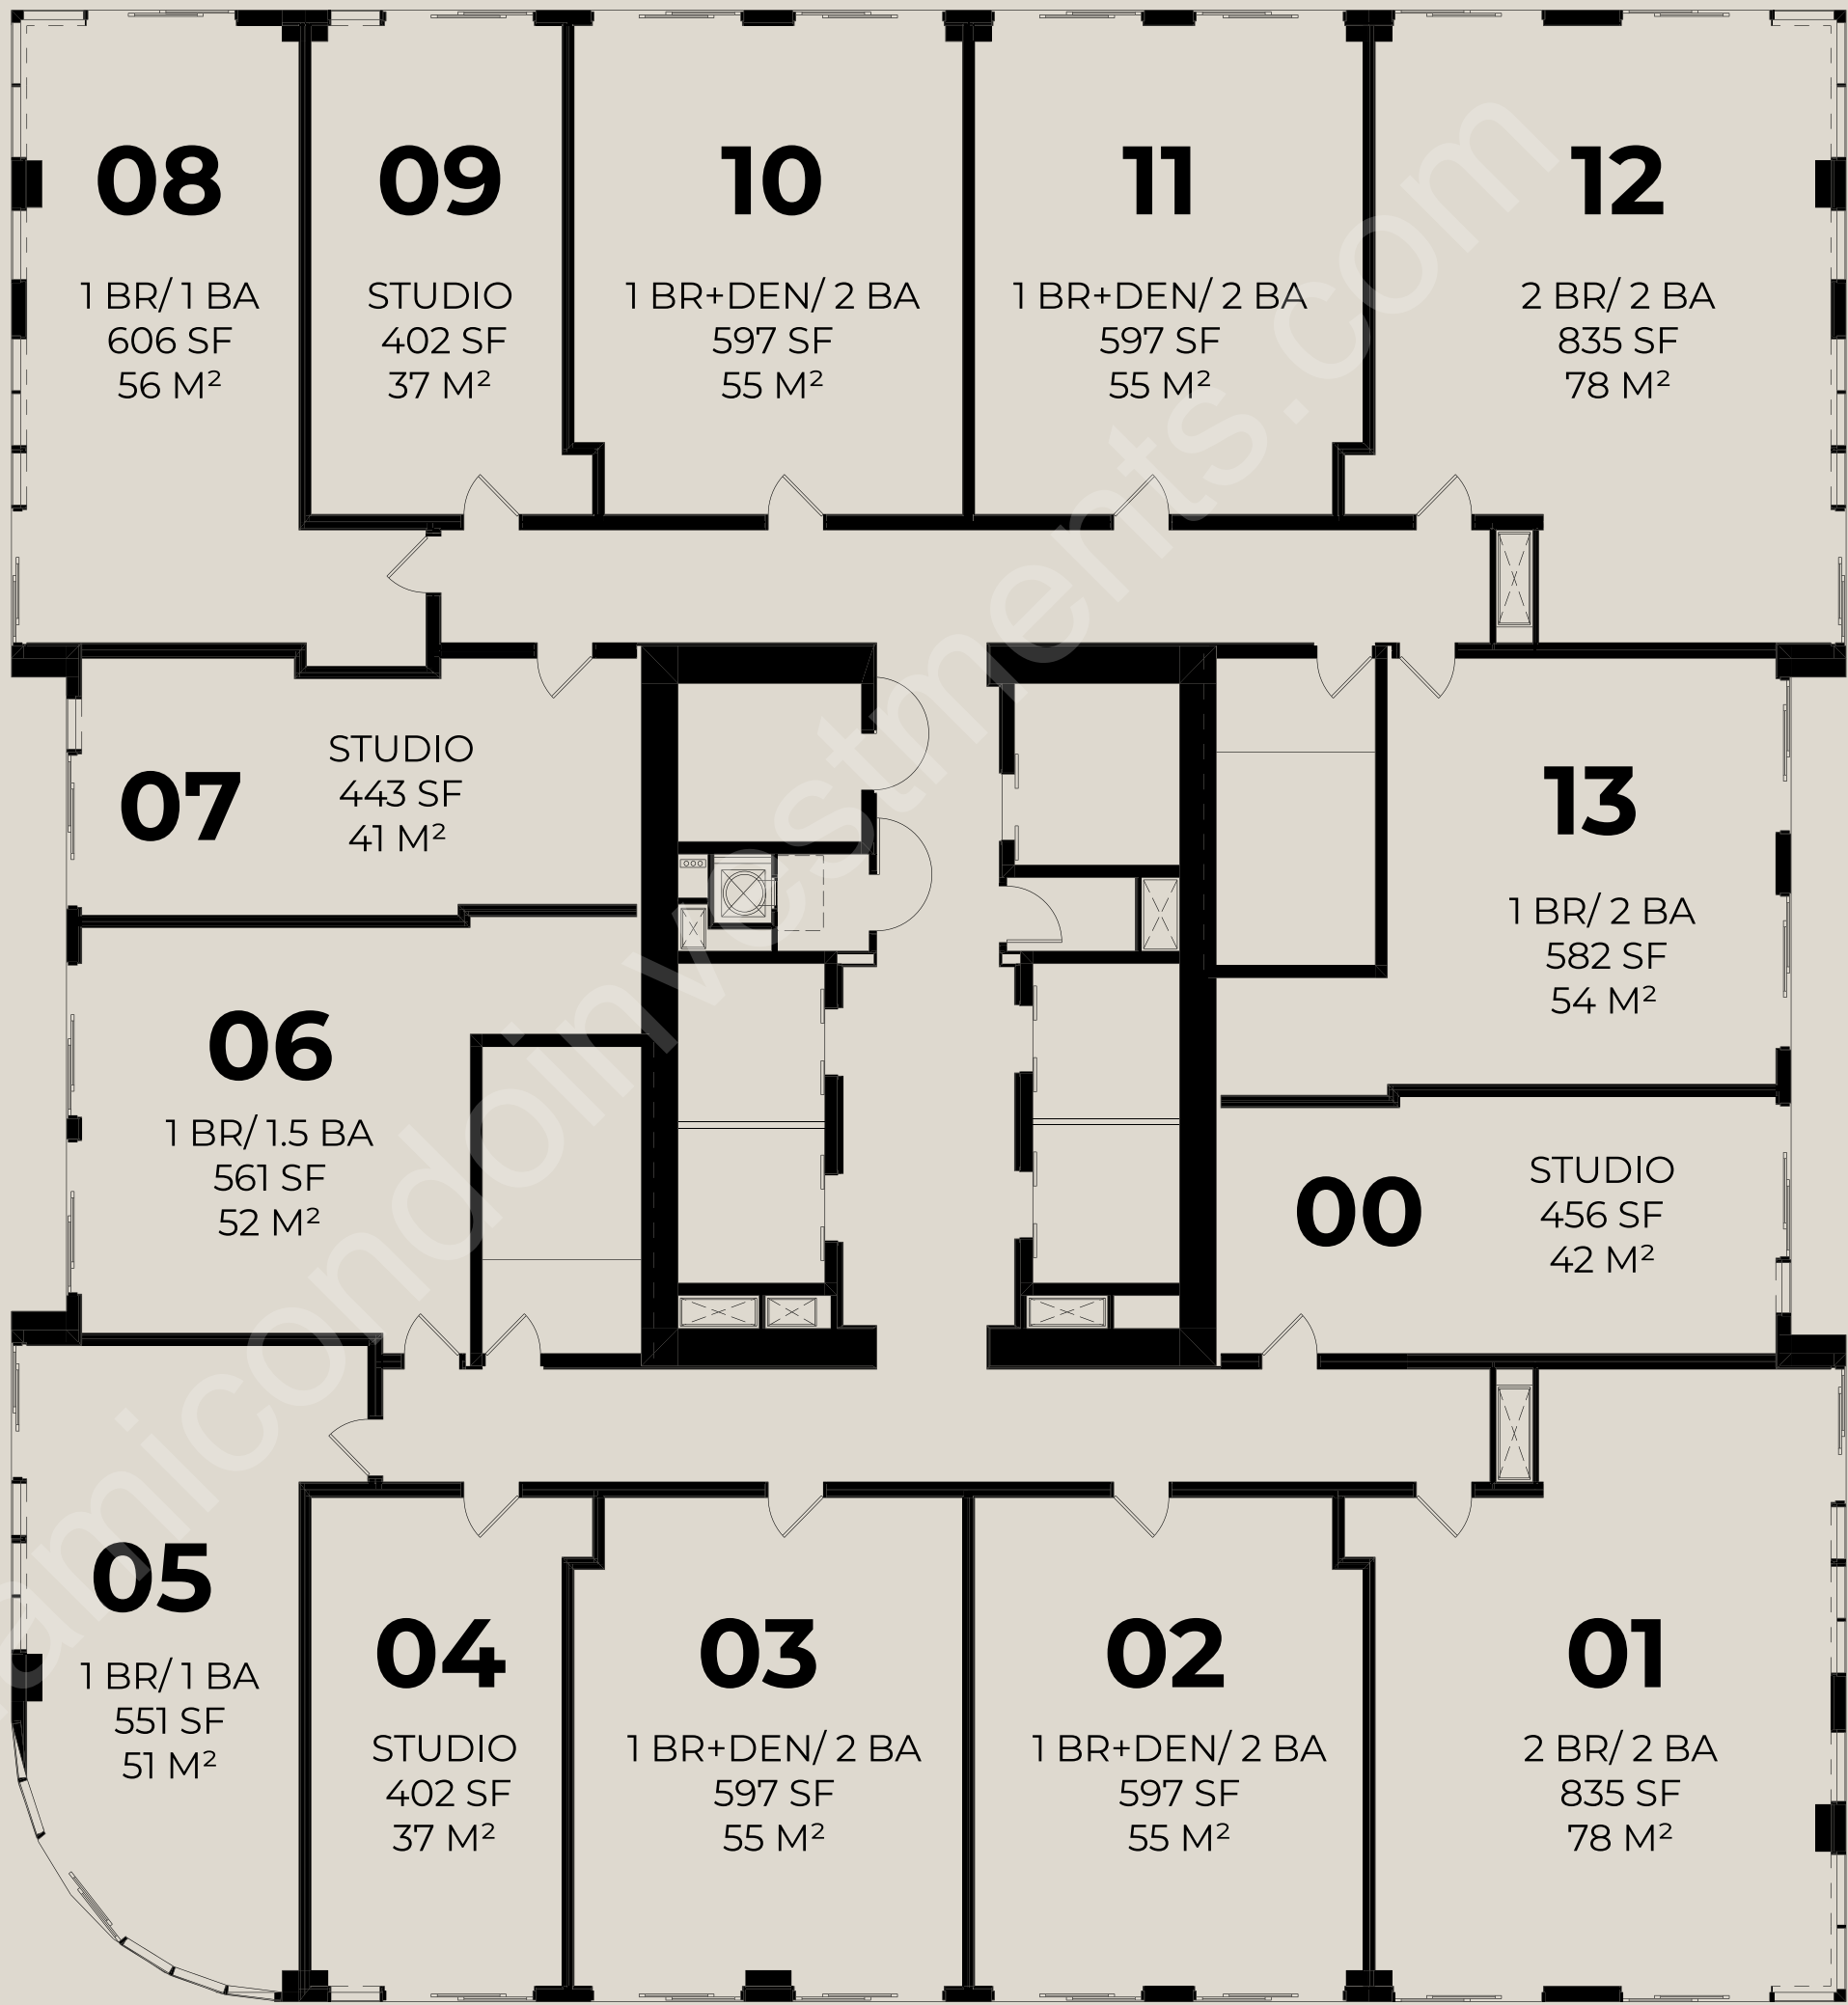 08
1 BR/ 1 BA
606 SF
56 M²
09
STUDIO
402 SF
37 M²
10
1 BR+DEN/ 2 BA
597 SF
55 M²
11
1 BR+DEN/ 2 BA
597 SF
55 M²
12
2 BR/ 2 BA
835 SF
78 M²
07
STUDIO
443 SF
41 M²
13
1 BR/ 2 BA
582 SF
54 M²
06
1 BR/ 1.5 BA
561 SF
52 M²
00
STUDIO
456 SF
42 M²
05
1 BR/ 1 BA
551 SF
51 M²
04
STUDIO
402 SF
37 M²
03
1 BR+DEN/ 2 BA
597 SF
55 M²
02
1 BR+DEN/ 2 BA
597 SF
55 M²
01
2 BR/ 2 BA
835 SF
78 M²
amicondoinvestments.com